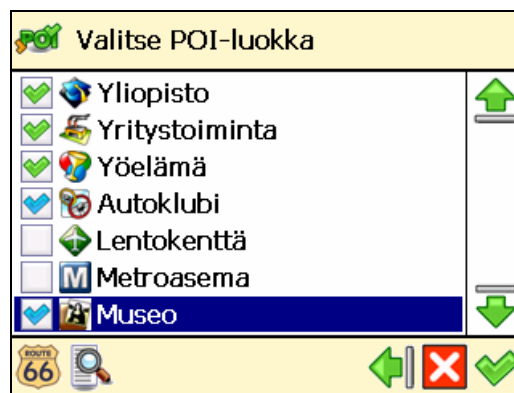 POI Valitse POI-luokka
Yliopisto
Yritystoiminta
Yöelämä
Autoklubi
Lentokenttä
M Metroasema
Museo
ROUTE
66